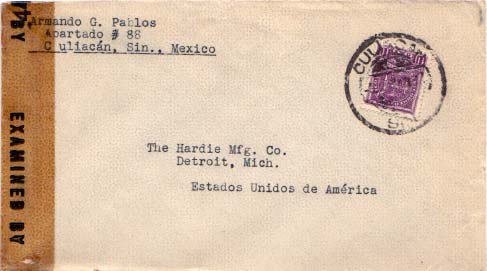 Armando G. Pablos
Apartado # 88
Culiacán, Sin., Mexico
The Hardie Mfg. Co.
Detroit, Mich.
Estados Unidos de América
BY
EXAMINED BY